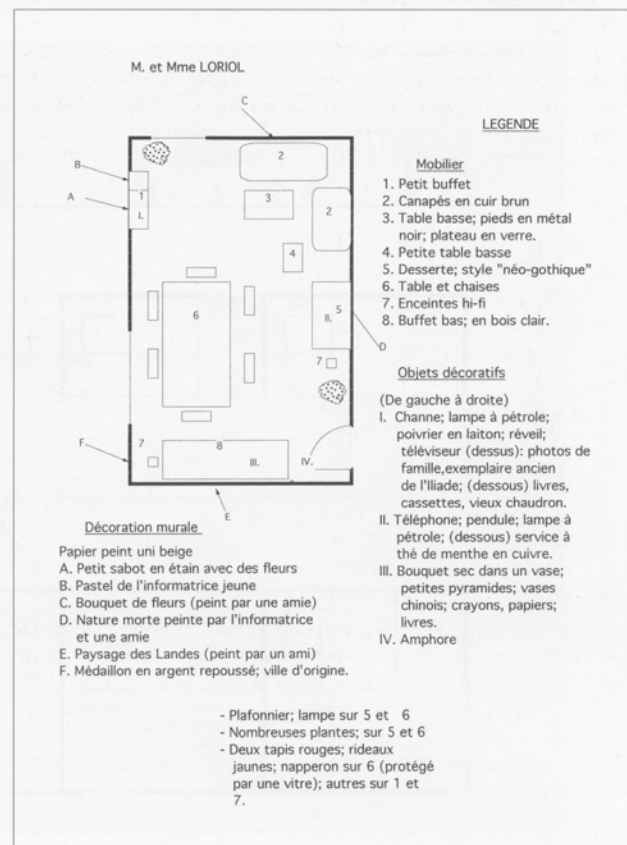 M. et Mme LORIOL
C
LEGENDE
2
B
A
1
I.
3
2
4
6
5
II.
7
D
F
7
8
III.
IV.
E
Mobilier
1. Petit buffet
2. Canapés en cuir brun
3. Table basse; pieds en métal
noir; plateau en verre.
4. Petite table basse
5. Desserte; style "néo-gothique"
6. Table et chaises
7. Enceintes hi-fi
8. Buffet bas; en bois clair.
Objets décoratifs
(De gauche à droite)
I. Channe; lampe à pétrole;
poivrier en laiton; réveil;
téléviseur (dessus): photos de
famille,exemplaire ancien
de l'Iliade; (dessous) livres,
cassettes, vieux chaudron.
II. Téléphone; pendule; lampe à
pétrole; (dessous) service à
thé de menthe en cuivre.
III. Bouquet sec dans un vase;
petites pyramides; vases
chinois; crayons, papiers;
livres.
IV. Amphore
Décoration murale
Papier peint uni beige
A. Petit sabot en étain avec des fleurs
B. Pastel de l'informatrice jeune
C. Bouquet de fleurs (peint par une amie)
D. Nature morte peinte par l'informatrice
et une amie
E. Paysage des Landes (peint par un ami)
F. Médaillon en argent repoussé; ville d'origine.
- Plafonnier; lampe sur 5 et 6
- Nombreuses plantes; sur 5 et 6
- Deux tapis rouges; rideaux
jaunes; napperon sur 6 (protégé
par une vitre); autres sur 1 et
7.